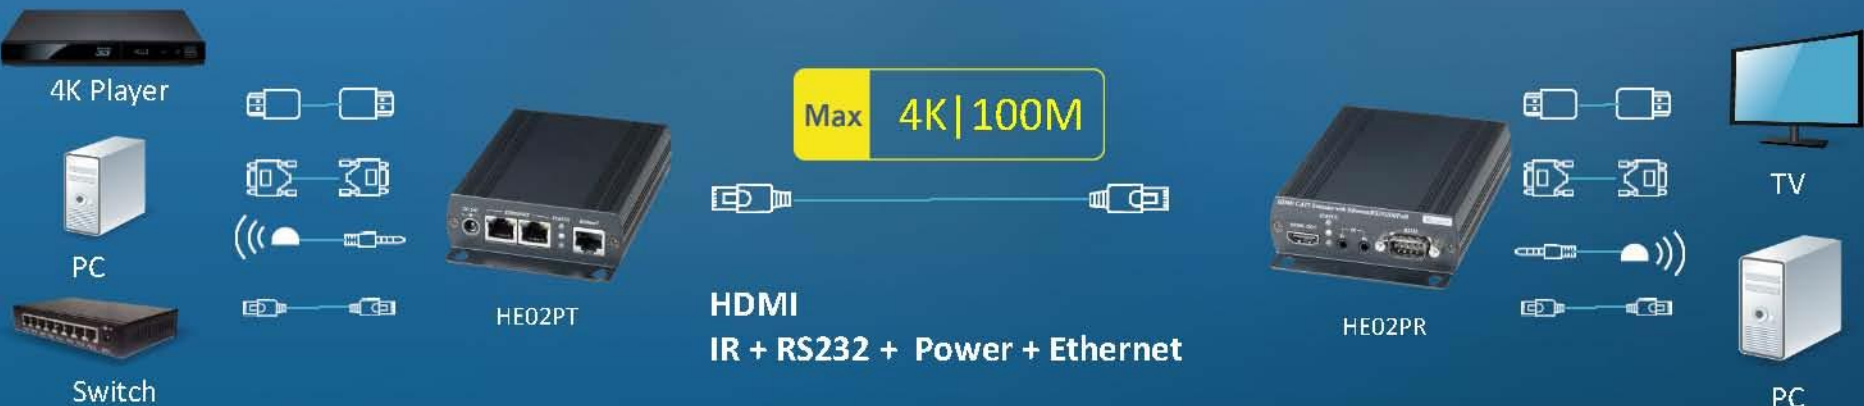 4K Player
PC
Switch
HE02PT
Max 4K|100M
HDMI
IR + RS232 + Power + Ethernet
HE02PR
TV
PC